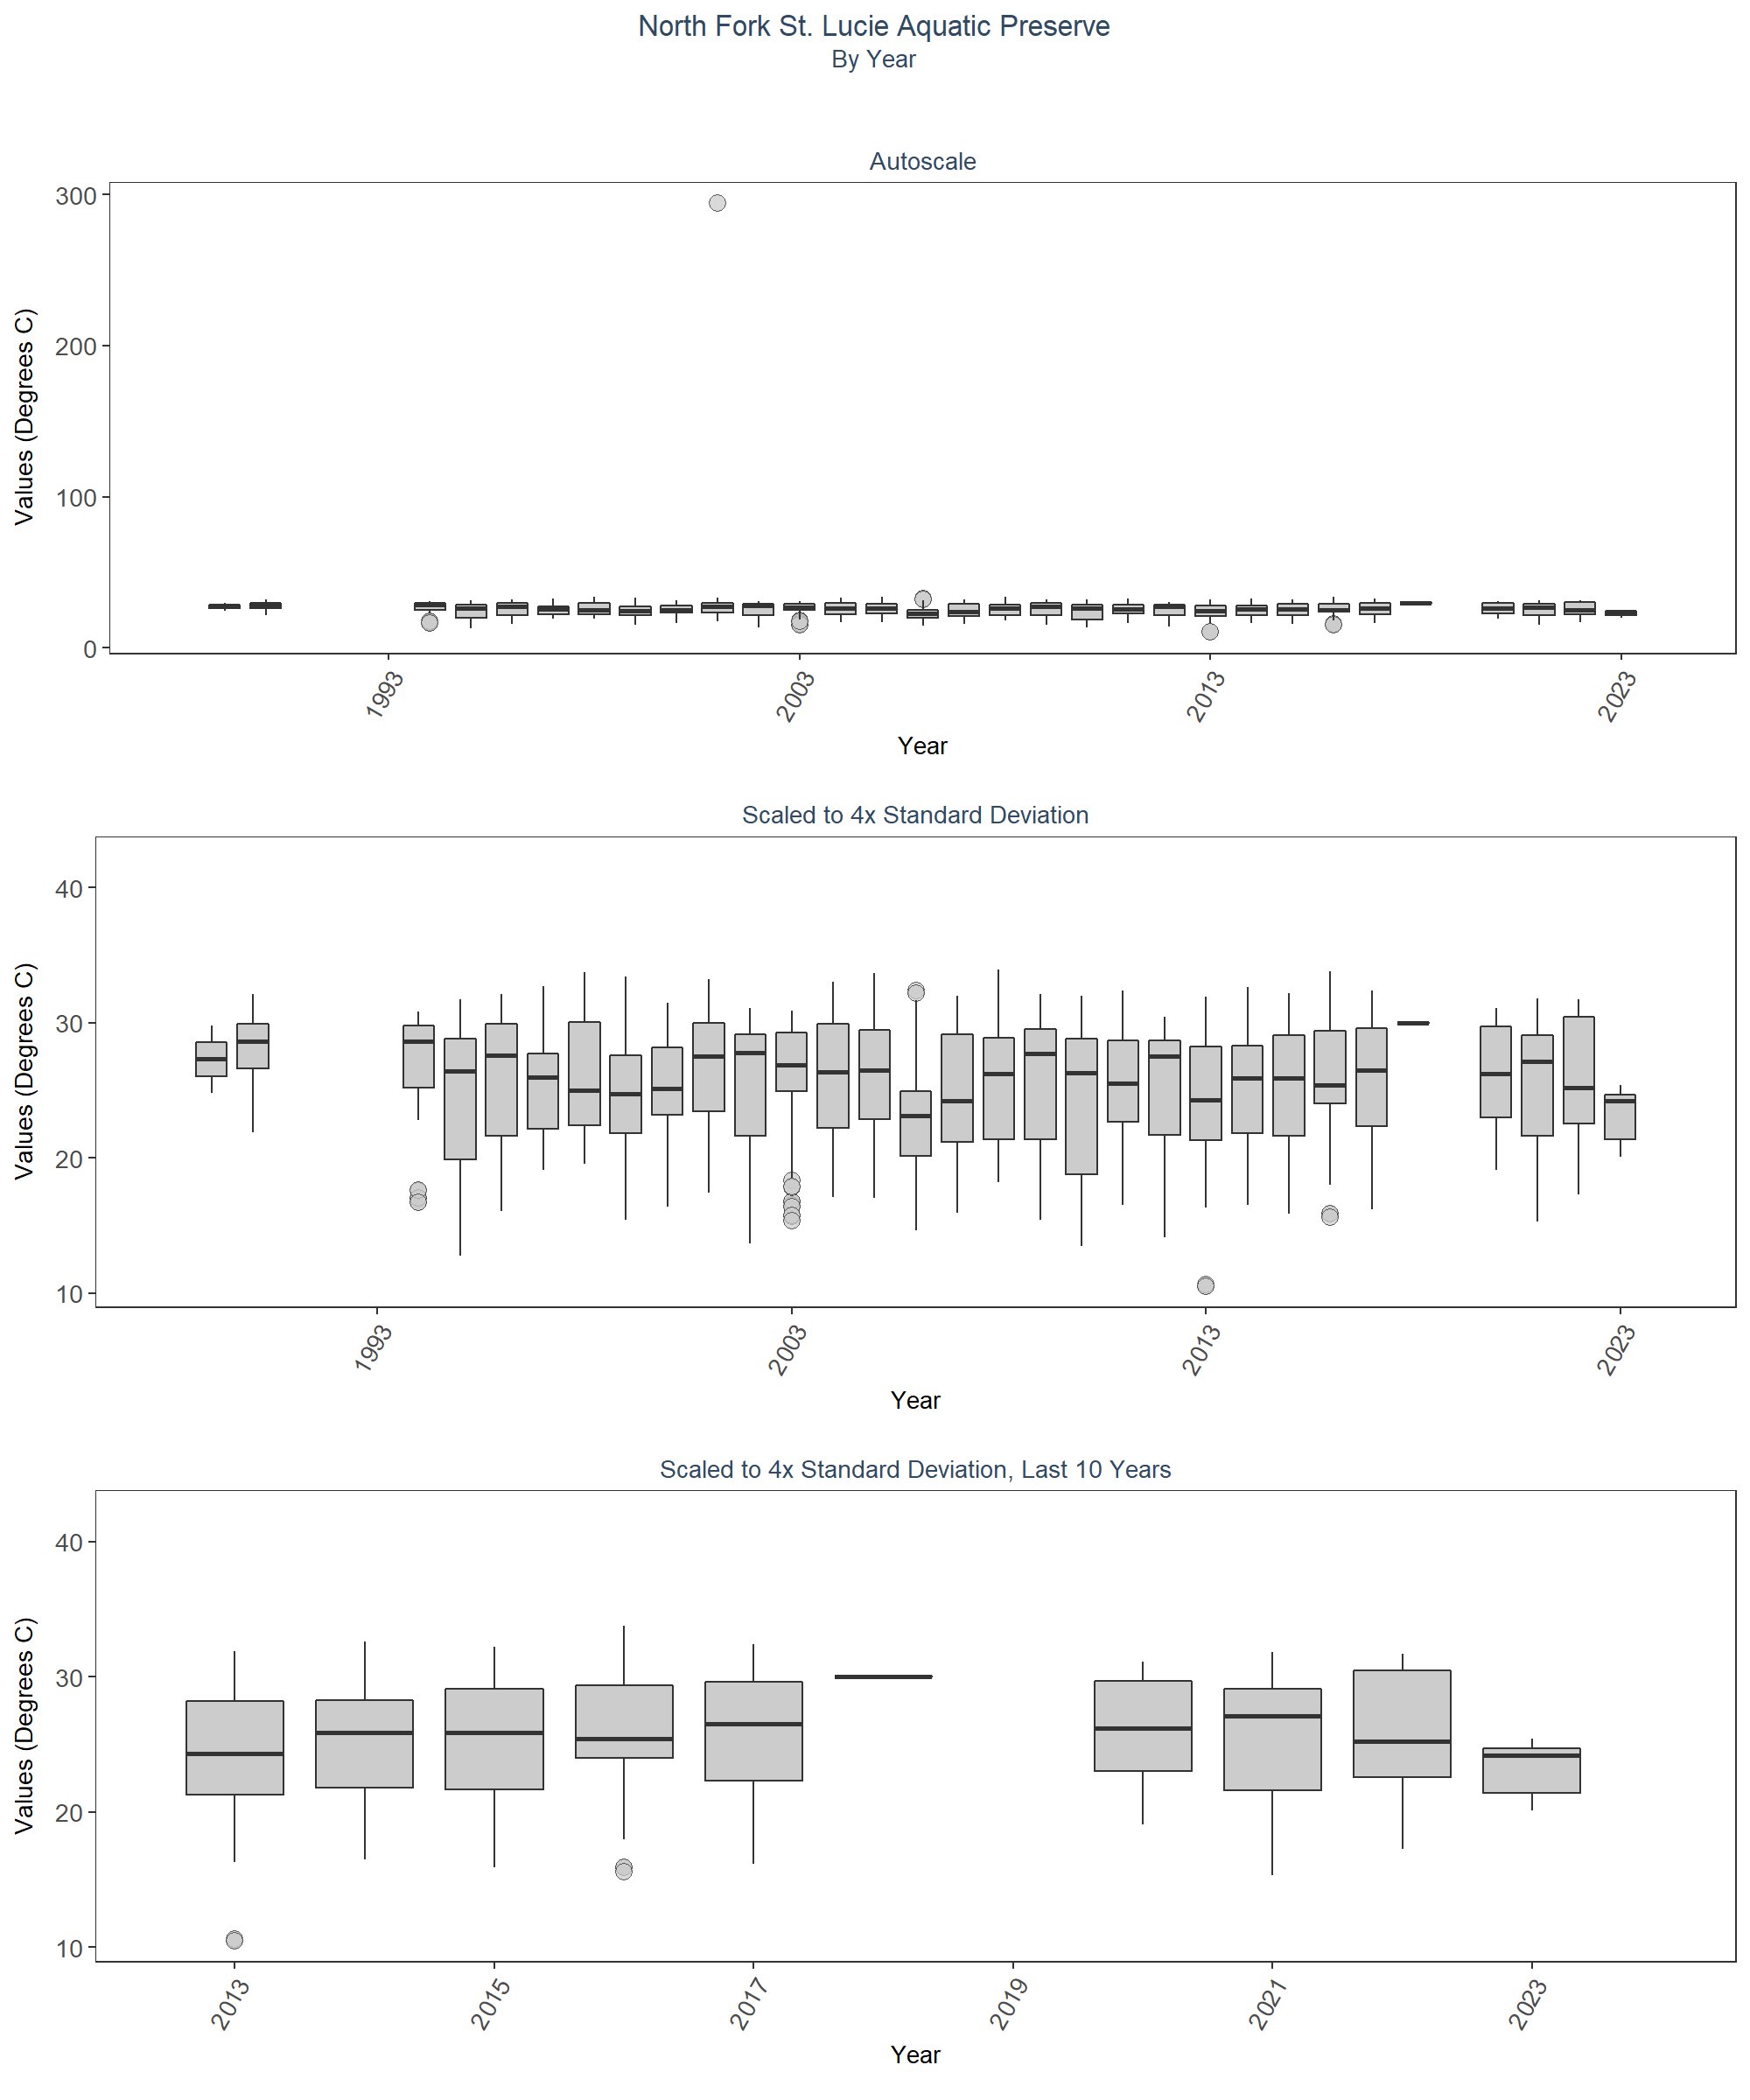 North Fork St. Lucie Aquatic Preserve
By Year
Autoscale
Values (Degrees C)
300
200
100
0
1993
2003
2013
2023
Year
Scaled to 4x Standard Deviation
Values (Degrees C)
40
30
20
10
1993
2003
2013
2023
Year
Scaled to 4x Standard Deviation, Last 10 Years
Values (Degrees C)
40
30
20
10
2013
2015
2017
2019
2021
2023
Year